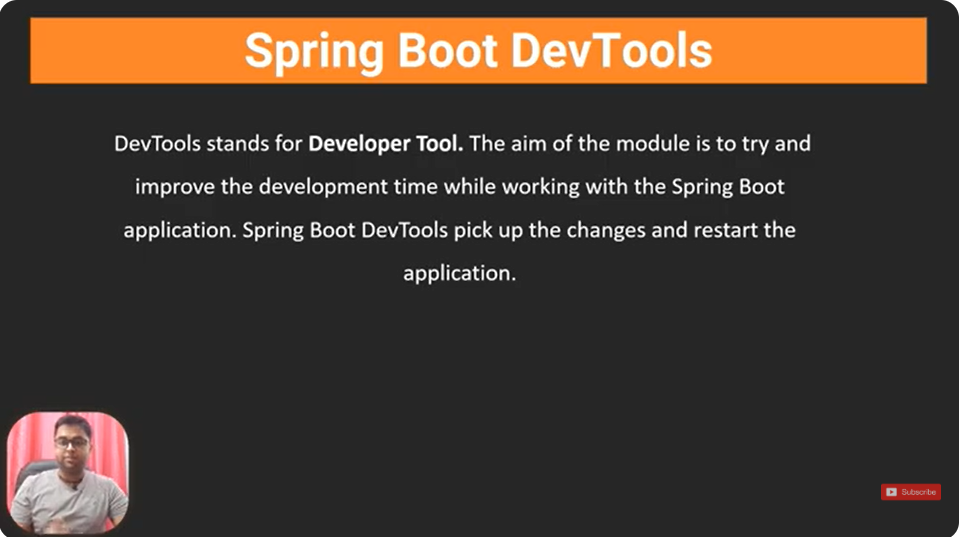 Spring Boot DevTools
DevTools stands for Developer Tool. The aim of the module is to try and
improve the development time while working with the Spring Boot
application. Spring Boot DevTools pick up the changes and restart the
application.
Subscribe